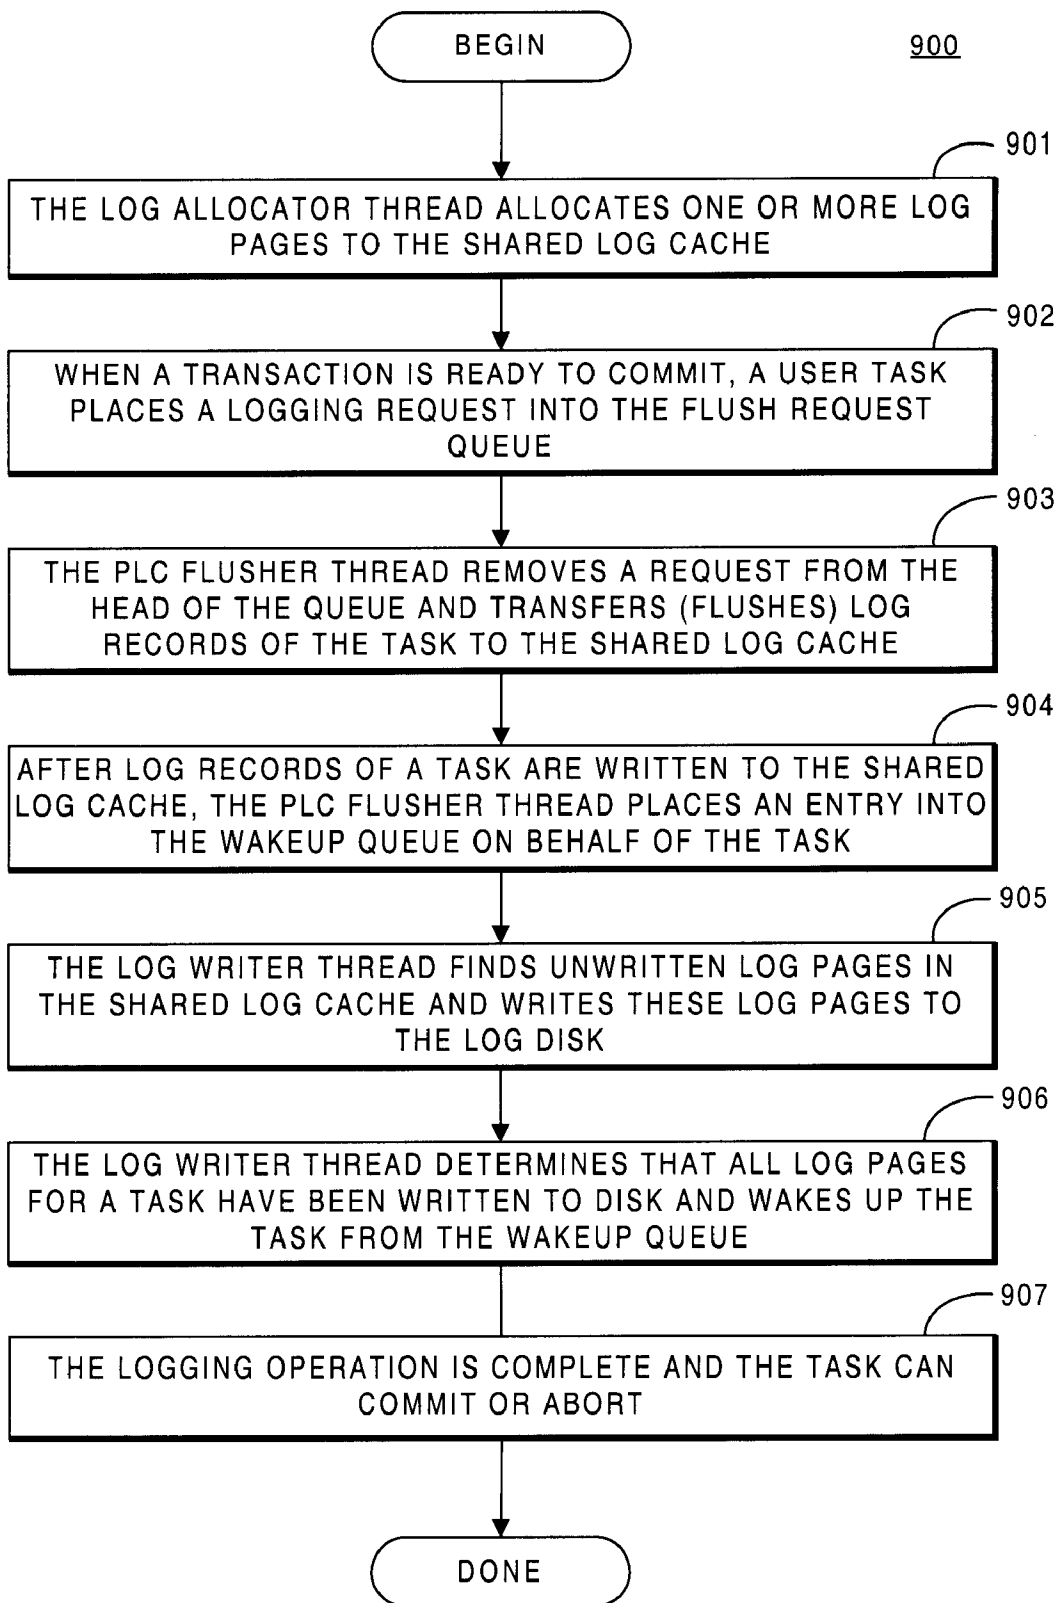 BEGIN
900
901
THE LOG ALLOCATOR THREAD ALLOCATES ONE OR MORE LOG
PAGES TO THE SHARED LOG CACHE
902
WHEN A TRANSACTION IS READY TO COMMIT, A USER TASK
PLACES A LOGGING REQUEST INTO THE FLUSH REQUEST
QUEUE
903
THE PLC FLUSHER THREAD REMOVES A REQUEST FROM THE
HEAD OF THE QUEUE AND TRANSFERS (FLUSHES) LOG
RECORDS OF THE TASK TO THE SHARED LOG CACHE
904
AFTER LOG RECORDS OF A TASK ARE WRITTEN TO THE SHARED
LOG CACHE, THE PLC FLUSHER THREAD PLACES AN ENTRY INTO
THE WAKEUP QUEUE ON BEHALF OF THE TASK
905
THE LOG WRITER THREAD FINDS UNWRITTEN LOG PAGES IN
THE SHARED LOG CACHE AND WRITES THESE LOG PAGES TO
THE LOG DISK
906
THE LOG WRITER THREAD DETERMINES THAT ALL LOG PAGES
FOR A TASK HAVE BEEN WRITTEN TO DISK AND WAKES UP THE
TASK FROM THE WAKEUP QUEUE
907
THE LOGGING OPERATION IS COMPLETE AND THE TASK CAN
COMMIT OR ABORT
DONE